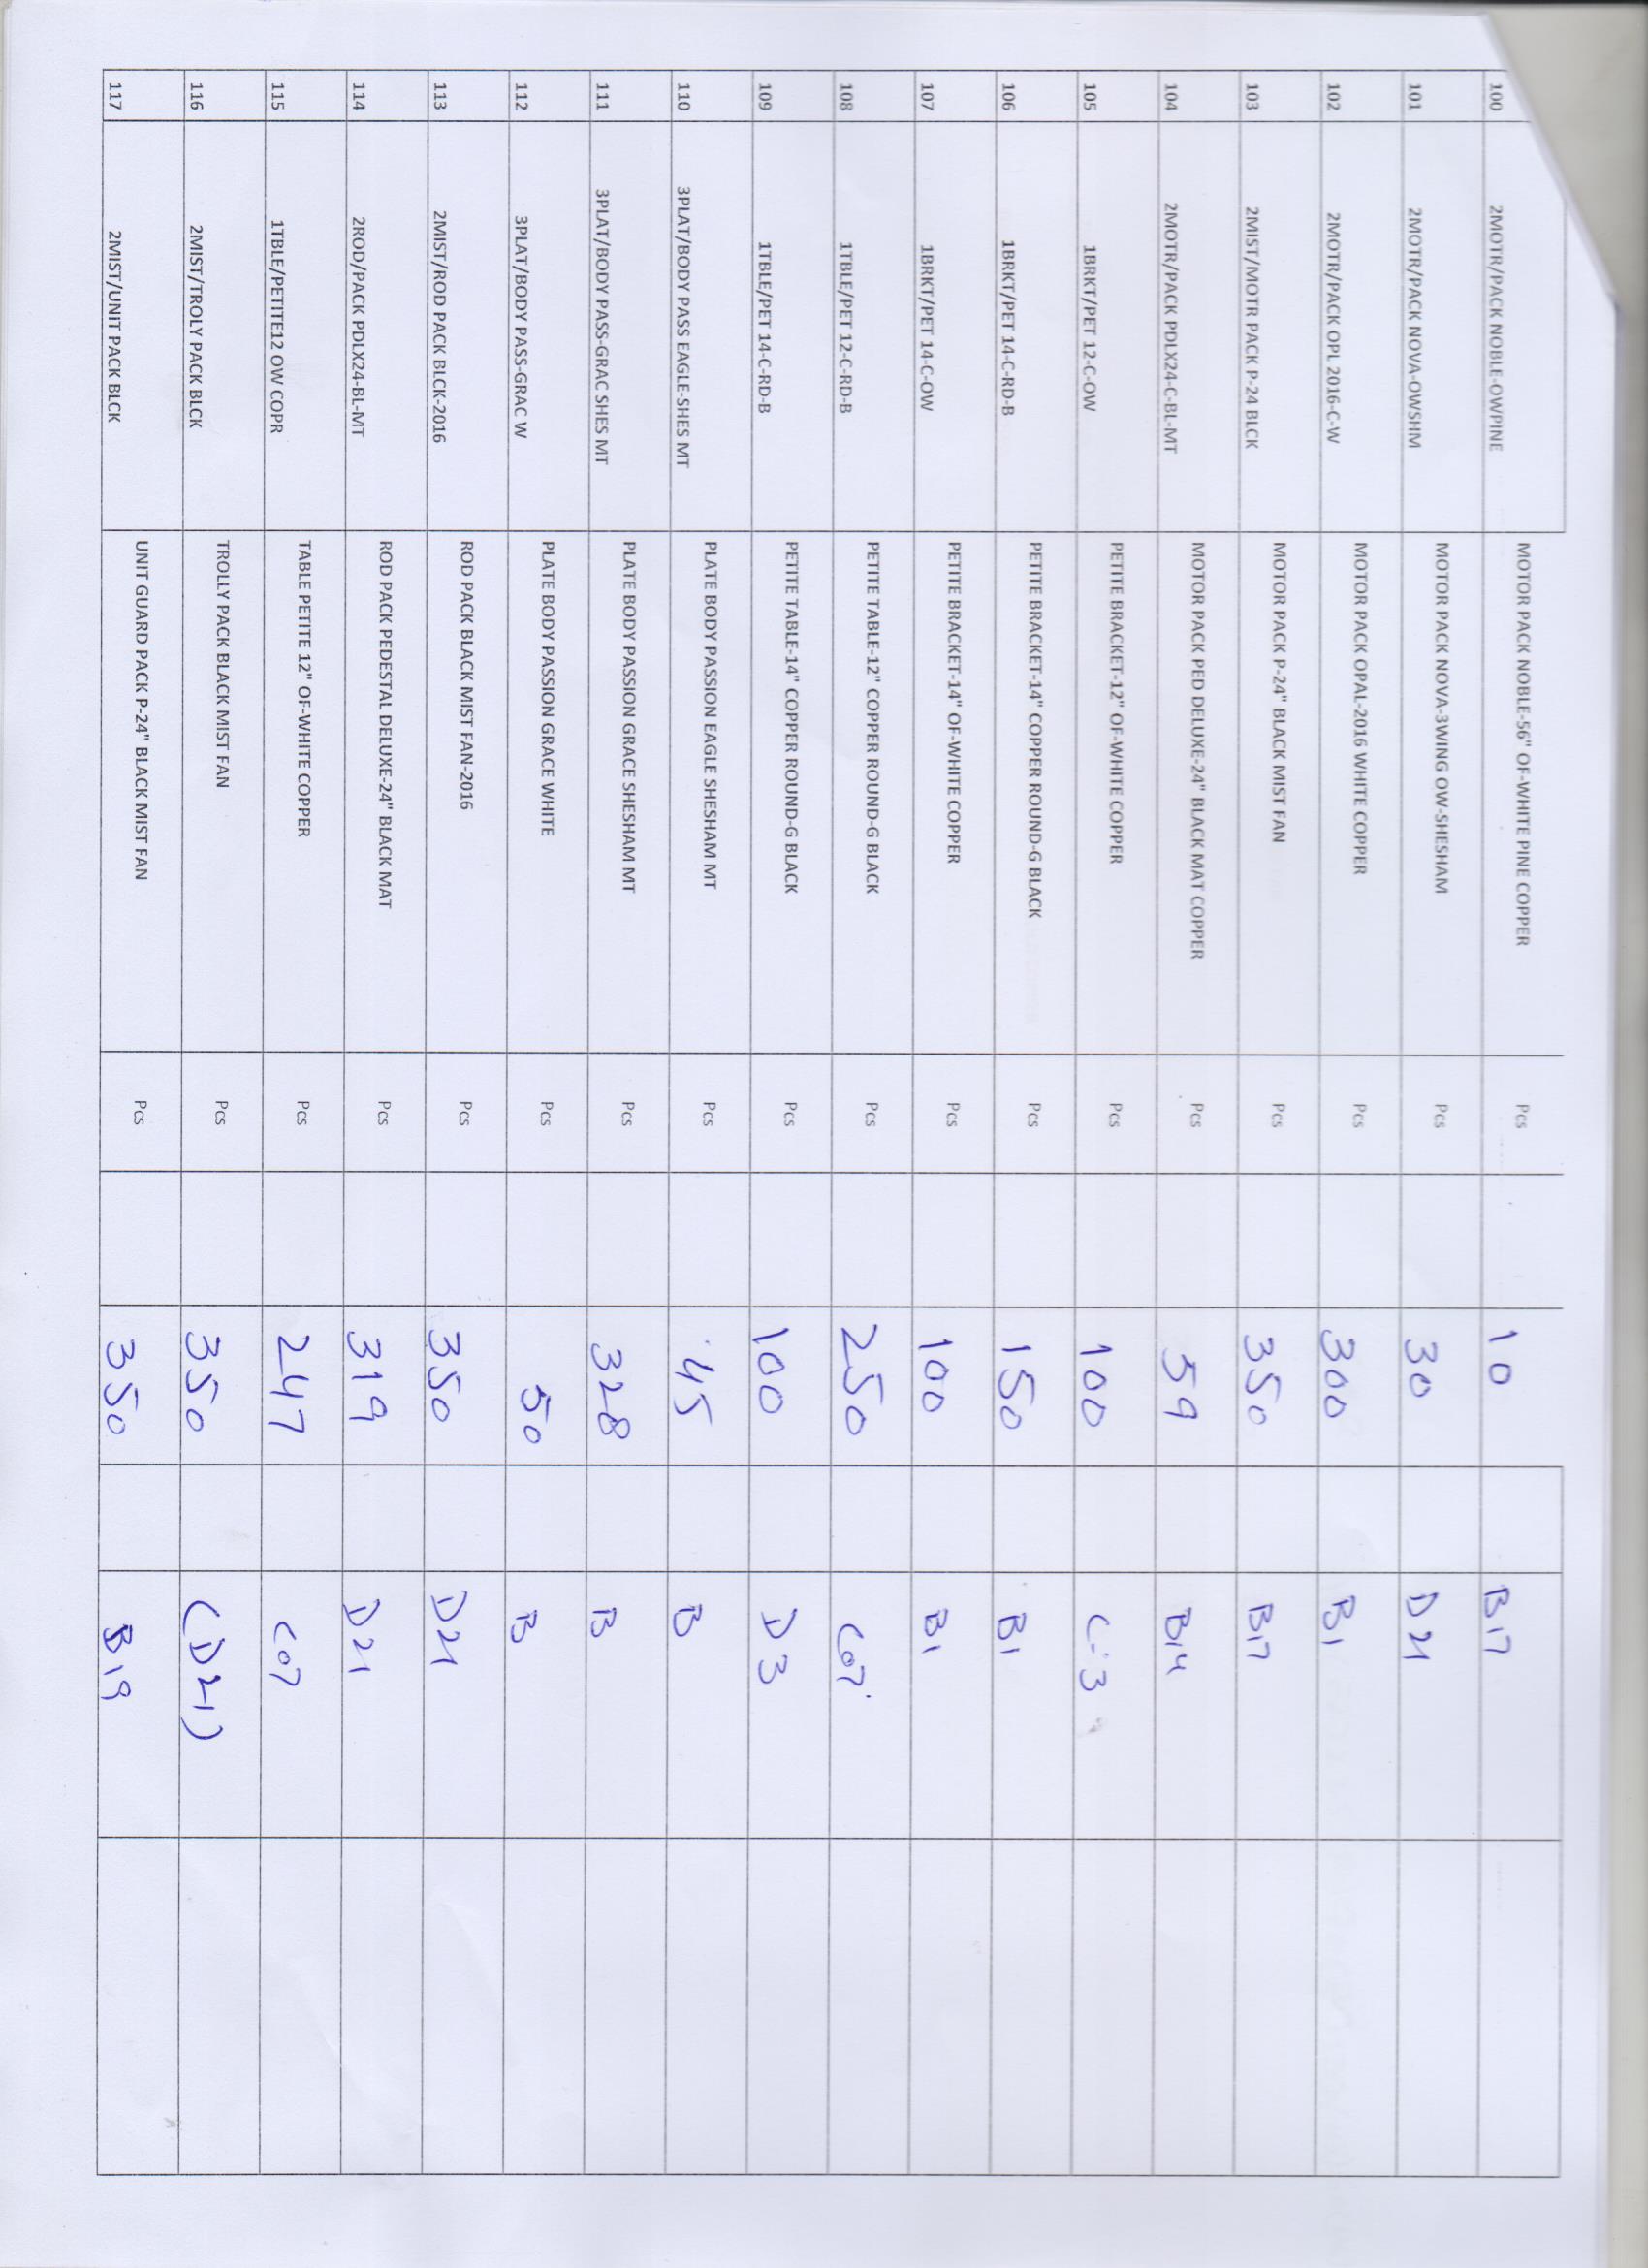 100 2MOTR/PACK NOBLE-OWPINE MOTOR PACK NOBLE-56" OF-WHITE PINE COPPER Pcs 10 B17
101 2MOTR/PACK NOVA-OWSHM MOTOR PACK NOVA-3WING OW-SHESHAM Pcs 30 D21
102 2MOTR/PACK OPL 2016-C-W MOTOR PACK OPAL-2016 WHITE COPPER Pcs 300 B1
103 2MIST/MOTR PACK P-24 BLCK MOTOR PACK P-24" BLACK MIST FAN Pcs 350 B17
104 2MOTR/PACK PDLX24-C-BL-MT MOTOR PACK PED DELUXE-24" BLACK MAT COPPER Pcs 59 B14
105 1BRKT/PET 12-C-OW PETITE BRACKET-12" OF-WHITE COPPER Pcs 100 C-3
106 1BRKT/PET 14-C-RD-B PETITE BRACKET-14" COPPER ROUND-G BLACK Pcs 150 B1
107 1BRKT/PET 14-C-OW PETITE BRACKET-14" OF-WHITE COPPER Pcs 100 B1
108 1TBLE/PET 12-C-RD-B PETITE TABLE-12" COPPER ROUND-G BLACK Pcs 250 C07
109 1TBLE/PET 14-C-RD-B PETITE TABLE-14" COPPER ROUND-G BLACK Pcs 100 D3
110 3PLAT/BODY PASS EAGLE-SHES MT PLATE BODY PASSION EAGLE SHESHAM MT Pcs 45 B
111 3PLAT/BODY PASS-GRAC SHES MT PLATE BODY PASSION GRACE SHESHAM MT Pcs 328 B
112 3PLAT/BODY PASS-GRAC W PLATE BODY PASSION GRACE WHITE Pcs 50 B
113 2MIST/ROD PACK BLCK-2016 ROD PACK BLACK MIST FAN-2016 Pcs 350 D21
114 2ROD/PACK PDLX24-BL-MT ROD PACK PEDESTAL DELUXE-24" BLACK MAT Pcs 319 D21
115 1TBLE/PETITE12 OW COPR TABLE PETITE 12" OF-WHITE COPPER Pcs 247 C07
116 2MIST/TROLY PACK BLCK TROLLY PACK BLACK MIST FAN Pcs 350 (D21)
117 2MIST/UNIT PACK BLCK UNIT GUARD PACK P-24" BLACK MIST FAN Pcs 350 B19